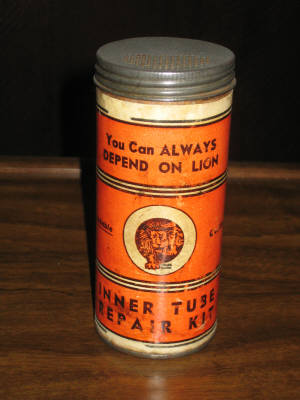 You Can ALWAYS
DEPEND ON LION
INNER TUBE
REPAIR KIT